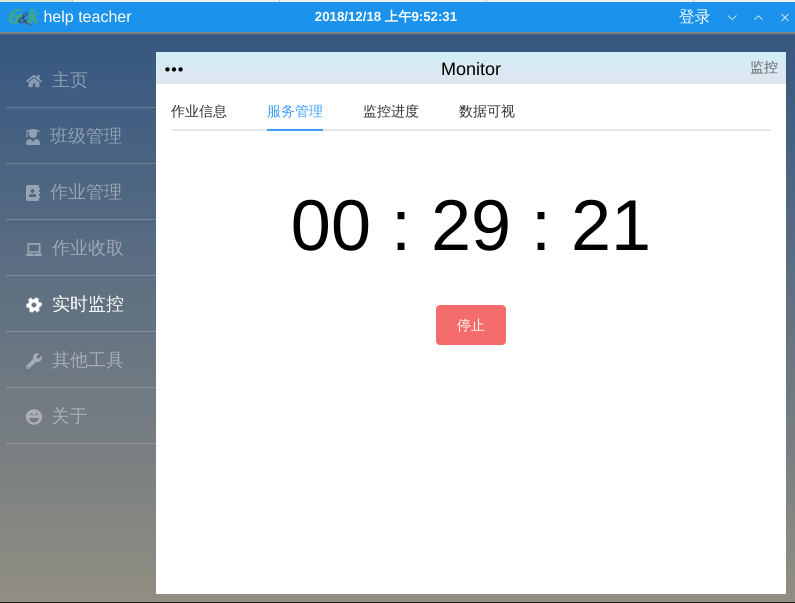 G&k help teacher 2018/12/18 上午9:52:31 登录
主页
班级管理
作业管理
作业收取
实时监控
其他工具
关于
••• Monitor 监控
作业信息 服务管理 监控进度 数据可视
00 : 29 : 21
停止